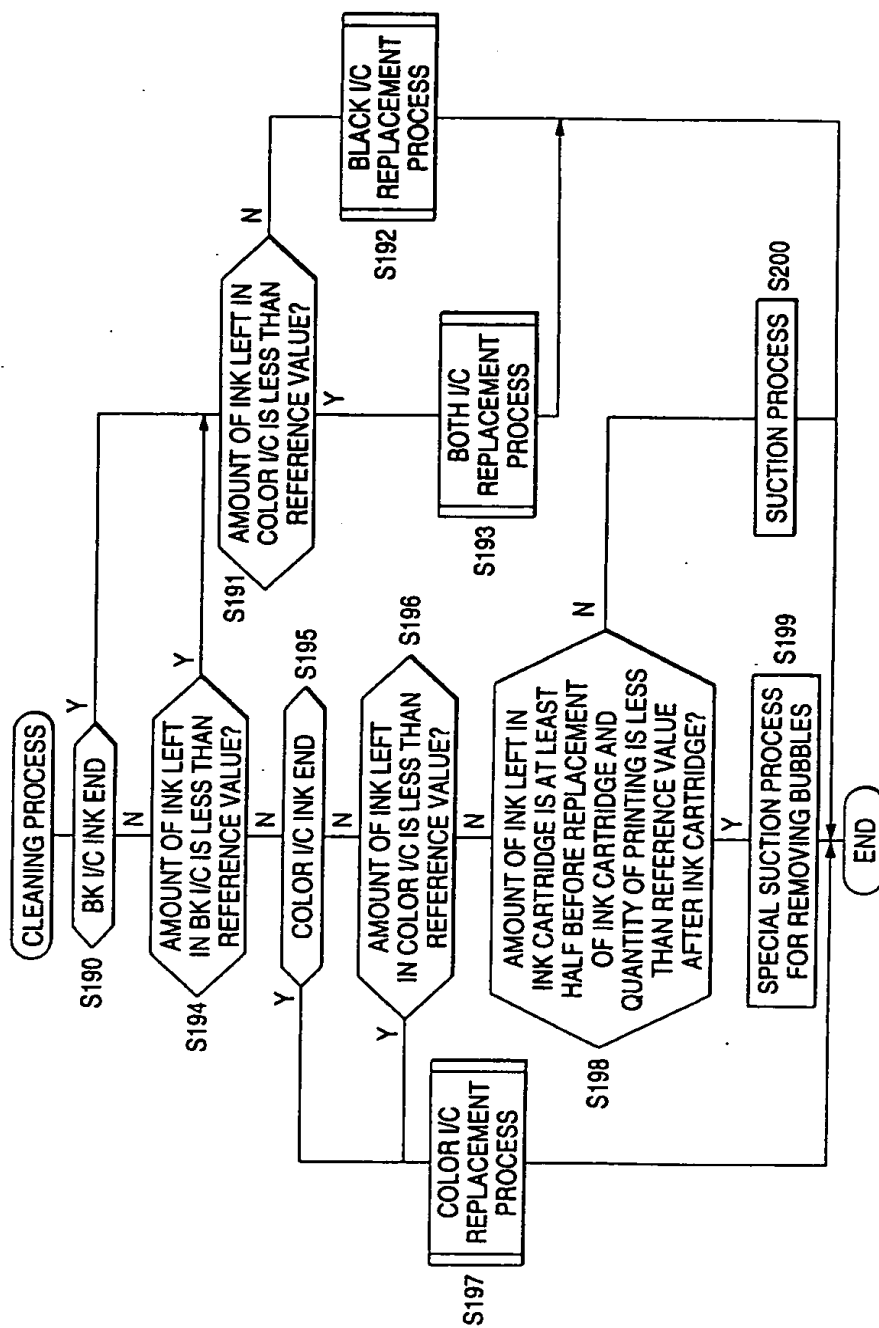 CLEANING PROCESS
S190
BK I/C INK END
Y
N
S194
AMOUNT OF INK LEFT
IN BK I/C IS LESS THAN
REFERENCE VALUE?
Y
N
S191
AMOUNT OF INK LEFT IN
COLOR I/C IS LESS THAN
REFERENCE VALUE?
N
Y
S192
BLACK I/C
REPLACEMENT
PROCESS
S193
BOTH I/C
REPLACEMENT
PROCESS
S195
COLOR I/C INK END
Y
N
S196
AMOUNT OF INK LEFT
IN COLOR I/C IS LESS THAN
REFERENCE VALUE?
Y
N
S197
COLOR I/C
REPLACEMENT
PROCESS
S198
AMOUNT OF INK LEFT IN
INK CARTRIDGE IS AT LEAST
HALF BEFORE REPLACEMENT
OF INK CARTRIDGE AND
QUANTITY OF PRINTING IS LESS
THAN REFERENCE VALUE
AFTER INK CARTRIDGE?
N
Y
S199
SPECIAL SUCTION PROCESS
FOR REMOVING BUBBLES
S200
SUCTION PROCESS
END